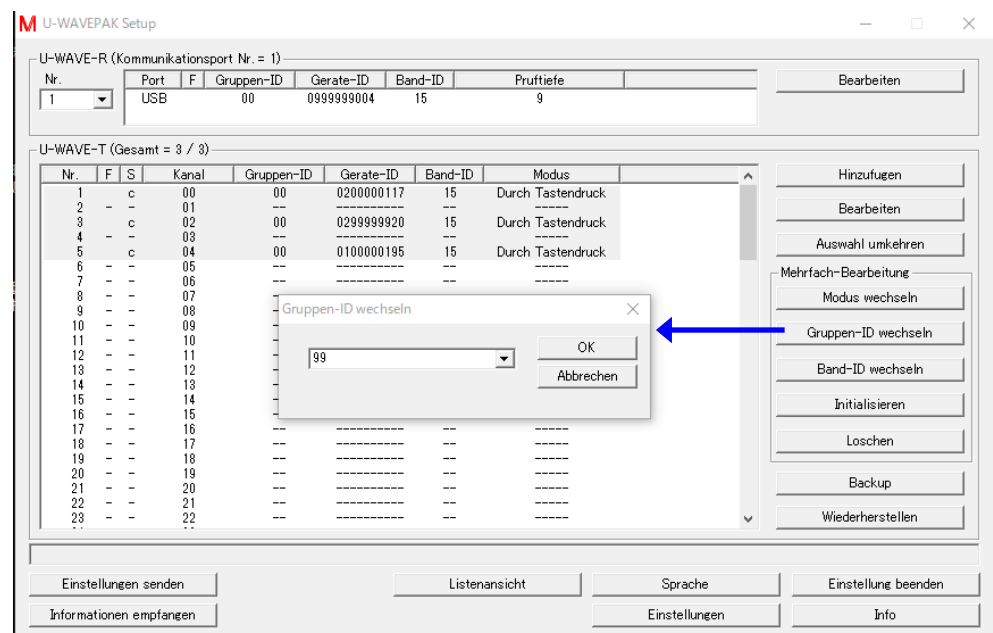 M U-WAVEPAK Setup
U-WAVE-R (Kommunikationsport Nr. = 1)
Nr. Port F Gruppen-ID Gerate-ID Band-ID Pruftiefe Bearbeiten
1 USB 00 0999999004 15 9
U-WAVE-T (Gesamt = 3 / 3)
Nr. F S Kanal Gruppen-ID Gerate-ID Band-ID Modus Hinzufugen
1 c 00 00 0200000117 15 Durch Tastendruck
2 - - 01 -- ---------- -- ----- Bearbeiten
3 c 02 00 0299999920 15 Durch Tastendruck
4 - - 03 -- ---------- -- ----- Auswahl umkehren
5 c 04 00 0100000195 15 Durch Tastendruck
6 - - 05 -- ---------- -- -----
Mehrfach-Bearbeitung
7 - - 06 -- ---------- -- -----
8 - - 07 Modus wechseln
9 - - 08
Gruppen-ID wechseln
10 - - 09
11 - - 10 Gruppen-ID wechseln
12 - - 11
99 OK
13 - - 12 Band-ID wechseln
Abbrechen
14 - - 13
15 - - 14 Initialisieren
16 - - 15
17 - - 16 -- ---------- -- -----
18 - - 17 -- ---------- -- ----- Loschen
19 - - 18 -- ---------- -- -----
20 - - 19 -- ---------- -- -----
21 - - 20 -- ---------- -- ----- Backup
22 - - 21 -- ---------- -- -----
23 - - 22 -- ---------- -- ----- Wiederherstellen
Einstellungen senden Listenansicht Sprache Einstellung beenden
Informationen empfangen Einstellungen Info